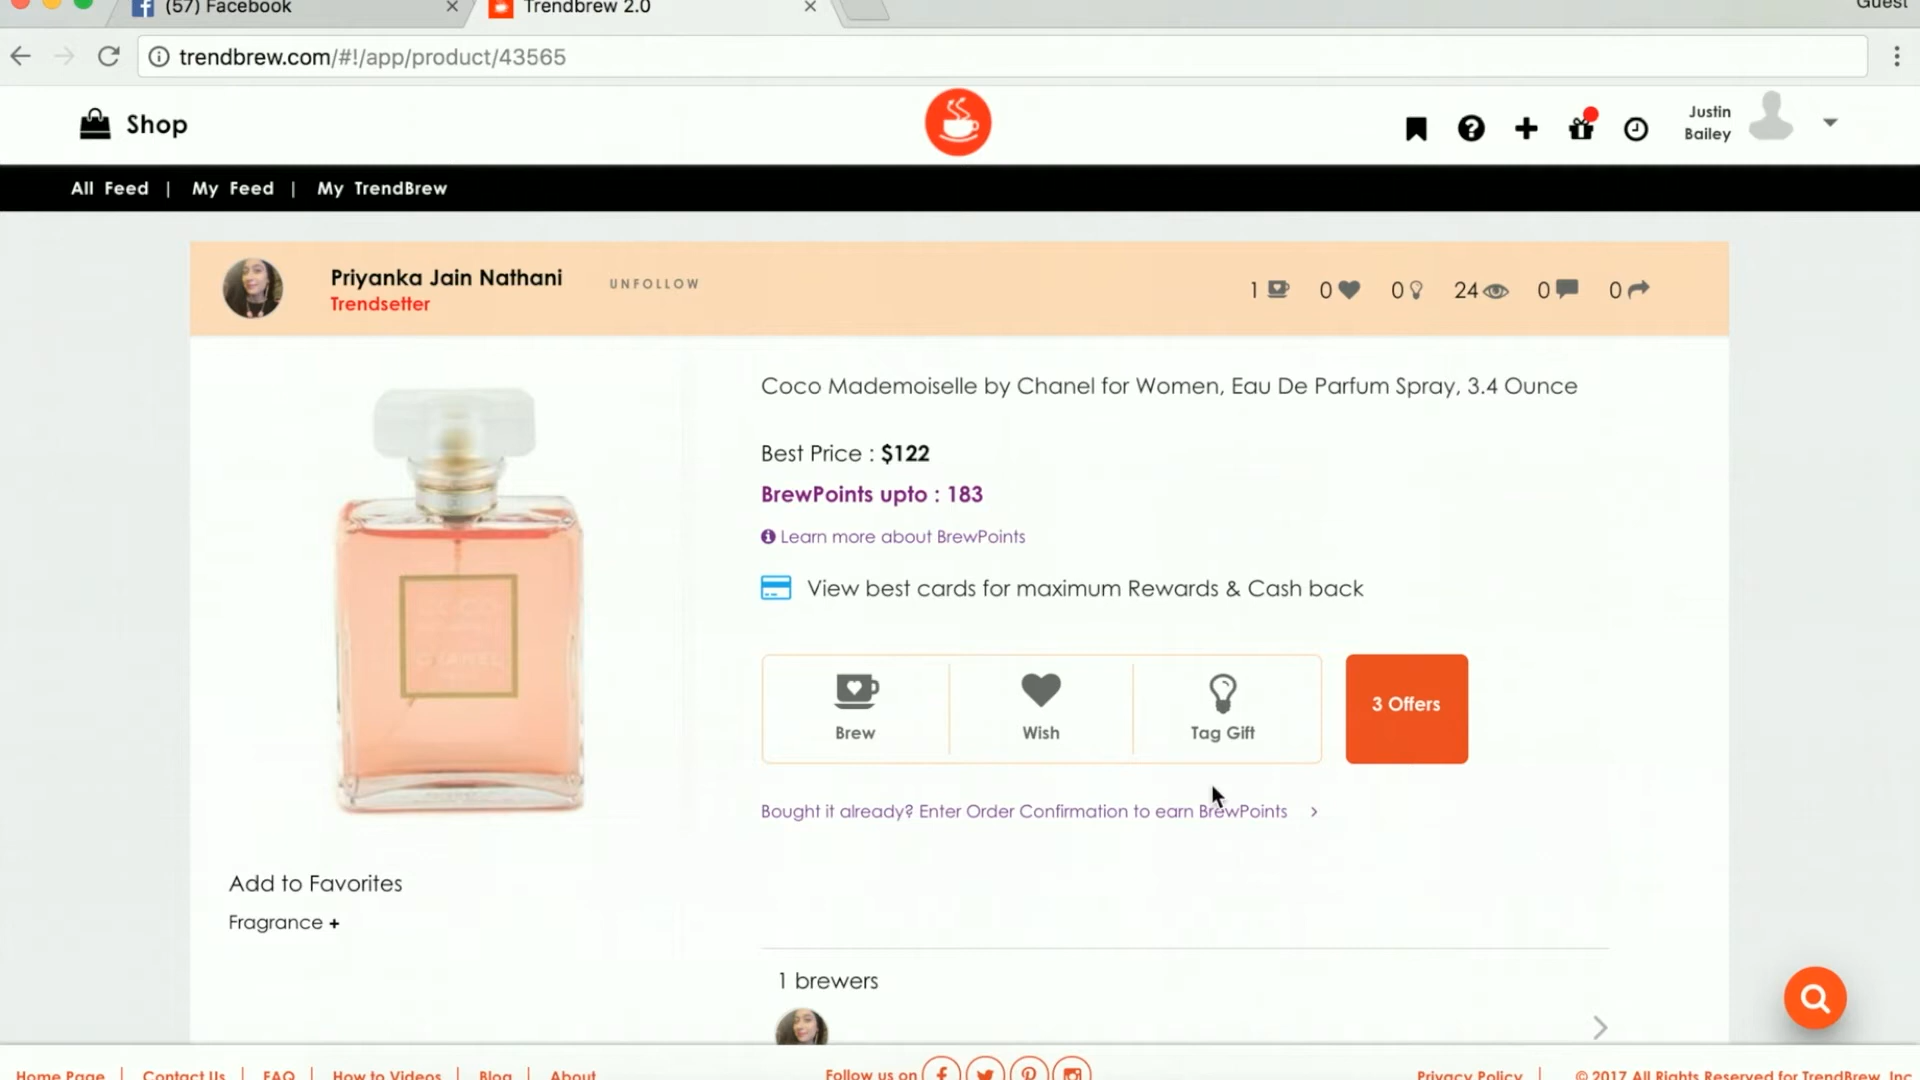 (57) Facebook
Trendbrew 2.0
Guest
trendbrew.com/#!/app/product/43565
Shop
Justin
Bailey
All Feed | My Feed | My TrendBrew
Priyanka Jain Nathani
UNFOLLOW
Trendsetter
1 0 0 24 0 0
Coco Mademoiselle by Chanel for Women, Eau De Parfum Spray, 3.4 Ounce
Best Price : $122
BrewPoints upto : 183
Learn more about BrewPoints
View best cards for maximum Rewards & Cash back
COCO
CHANEL
Brew
Wish
Tag Gift
3 Offers
Bought it already? Enter Order Confirmation to earn BrewPoints >
Add to Favorites
Fragrance +
1 brewers
Home Page | Contact Us | FAQ | How to Videos | Blog | About
Follow us on
Privacy Policy | © 2017 All Rights Reserved for TrendBrew, Inc